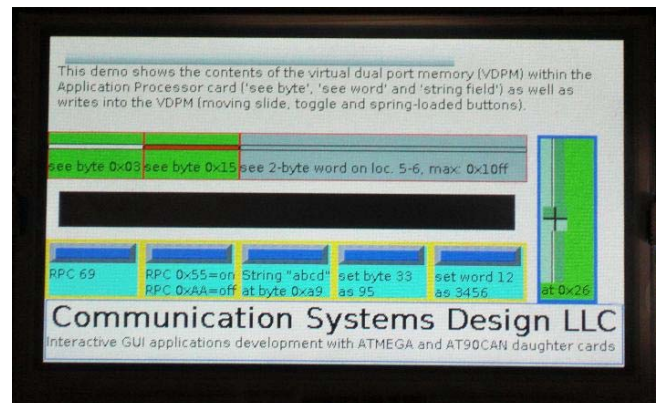 This demo shows the contents of the virtual dual port memory (VDPM) within the
Application Processor card ('see byte', 'see word' and 'string field') as well as
writes into the VDPM (moving slide, toggle and spring-loaded buttons).
see byte 0x03 see byte 0x15 see 2-byte word on loc. 5-6, max: 0x10ff
RPC 69
RPC 0x55=on
RPC 0xAA=off
String "abcd"
at byte 0xa9
set byte 33
as 95
set word 12
as 3456
at 0x26
Communication Systems Design LLC
Interactive GUI applications development with ATMEGA and AT90CAN daughter cards